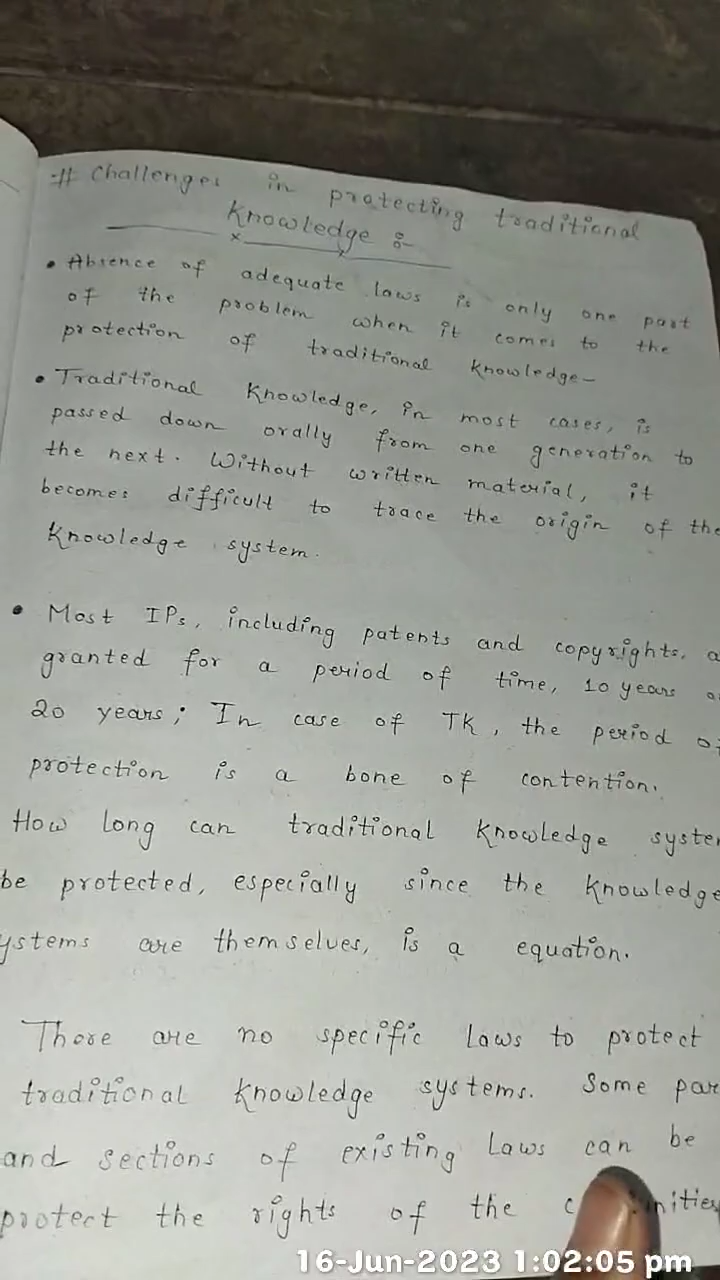 # Challenges in protecting traditional
Knowledge :-
• Absence of adequate laws is only one part
of the problem when it comes to the
protection of traditional knowledge-
• Traditional Knowledge, in most cases, is
passed down orally from one generation to
the next. Without written material, it
becomes difficult to trace the origin of the
Knowledge system.
• Most IPs, including patents and copyrights, a
granted for a period of time, 10 years o
20 years; In case of TK, the period of
protection is a bone of contention.
How long can traditional Knowledge system
be protected, especially since the knowledge
ystems are themselves, is a equation.
There are no specific laws to protect
traditional Knowledge systems. Some par
and sections of existing laws can be
protect the rights of the
16-Jun-2023 1:02:05 pm